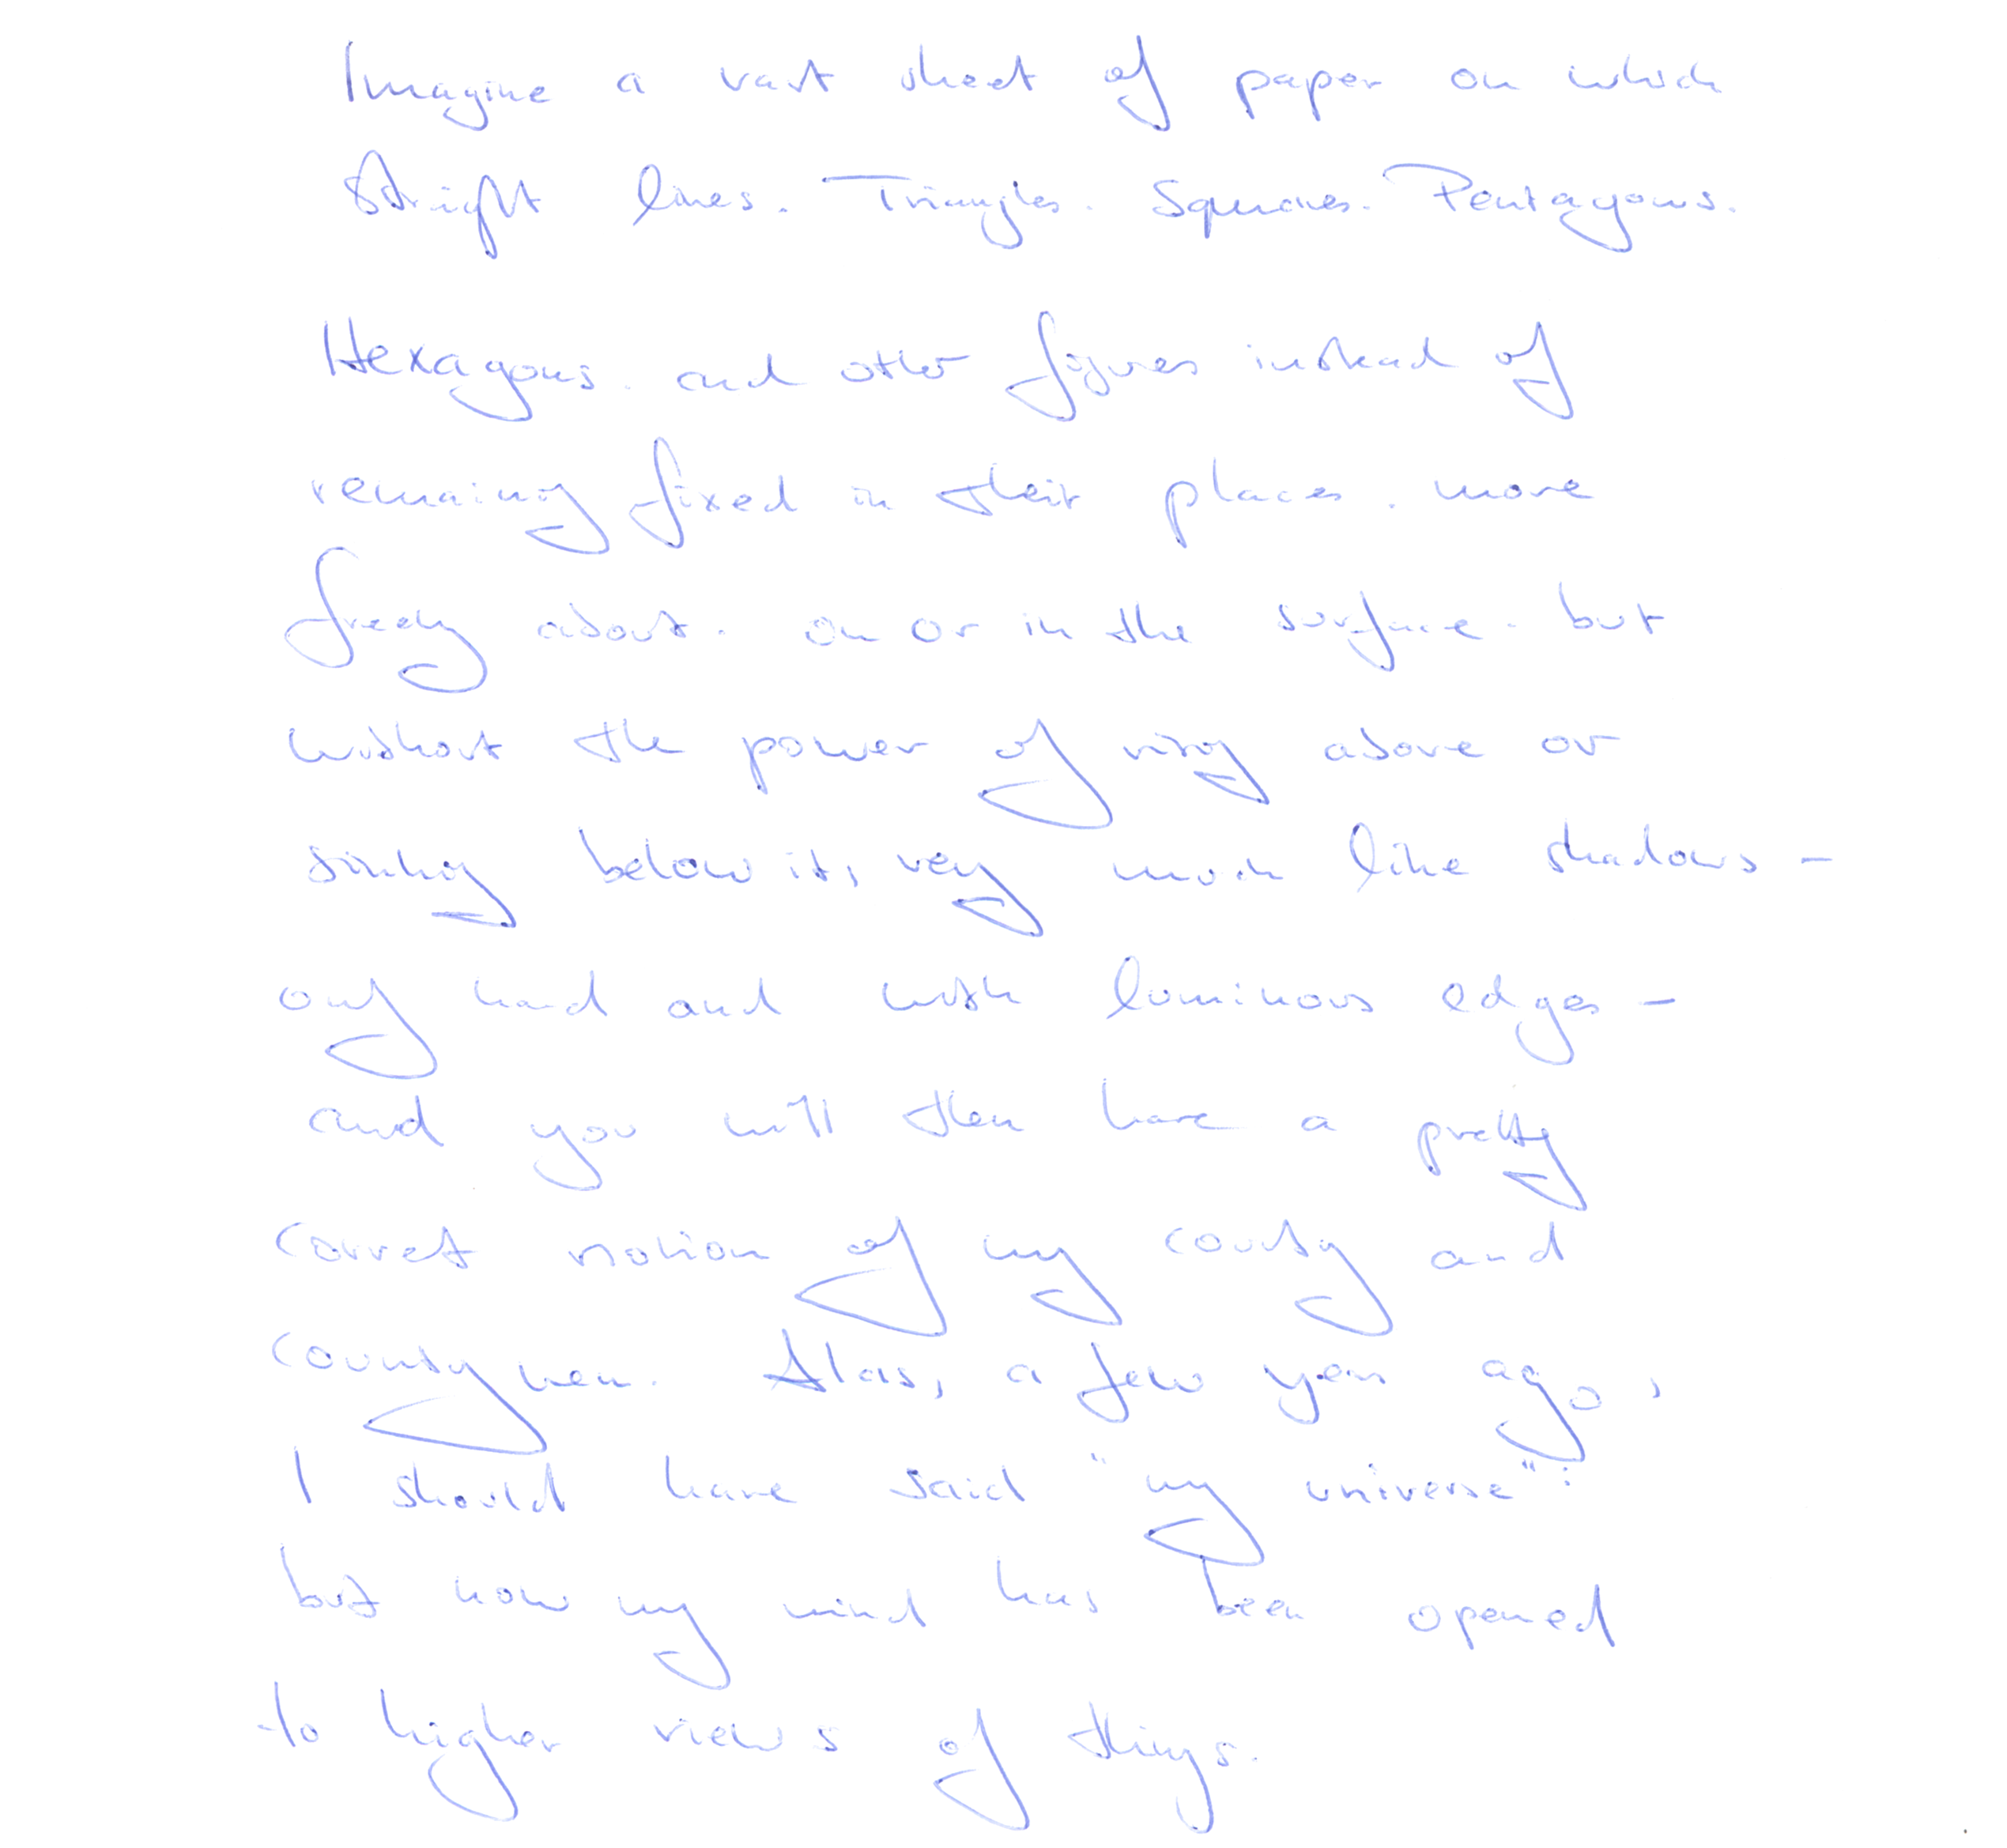 Imagine a vast sheet of paper on which
straight lines. Triangles. Squares. Pentagons.
Hexagons. and other figures instead of
remaining fixed in their places. move
freely about. on or in the surface. but
without the power of rising above or
sinking below it, very much like shadows -
only hard and with luminous edges -
and you will then have a pretty
correct notion of my country and
countrymen. Alas, a few years ago,
I should have said "my universe":
but now my mind has been opened
to higher views of things.